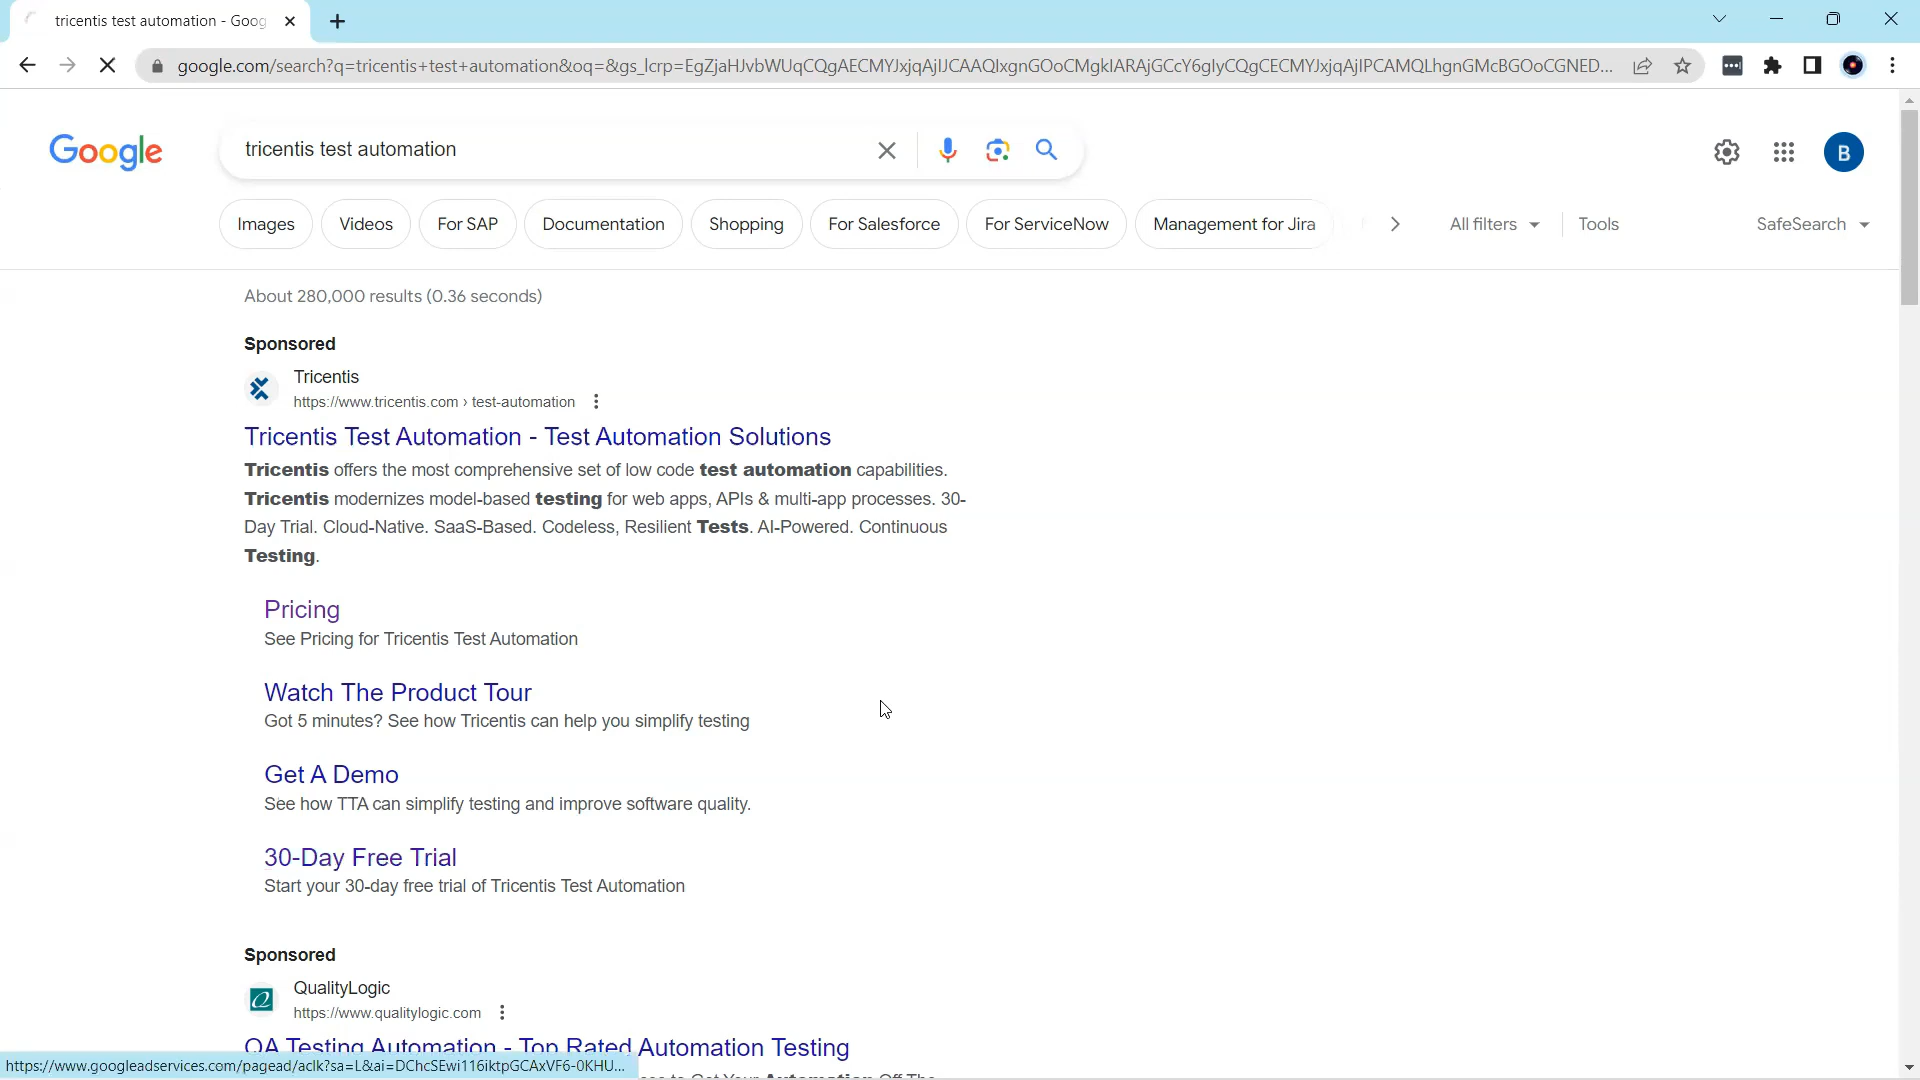 tricentis test automation - Goog
google.com/search?q=tricentis+test+automation&oq=&gs_lcrp=
Google
tricentis test automation
B
Images
Videos
For SAP
Documentation
Shopping
For Salesforce
For ServiceNow
Management for Jira
All filters
Tools
SafeSearch
About 280,000 results (0.36 seconds)
Sponsored
Tricentis
https://www.tricentis.com › test-automation
Tricentis Test Automation - Test Automation Solutions
Tricentis offers the most comprehensive set of low code test automation capabilities.
Tricentis modernizes model-based testing for web apps, APIs & multi-app processes. 30-
Day Trial. Cloud-Native. SaaS-Based. Codeless, Resilient Tests. AI-Powered. Continuous
Testing.
Pricing
See Pricing for Tricentis Test Automation
Watch The Product Tour
Got 5 minutes? See how Tricentis can help you simplify testing
Get A Demo
See how TTA can simplify testing and improve software quality.
30-Day Free Trial
Start your 30-day free trial of Tricentis Test Automation
Sponsored
QualityLogic
https://www.qualitylogic.com
QA Testing Automation - Top Rated Automation Testing
https://www.googleadservices.com/pagead/aclk?sa=L&ai=DChcSEwi116iktpGCAxVF6-0KHU...